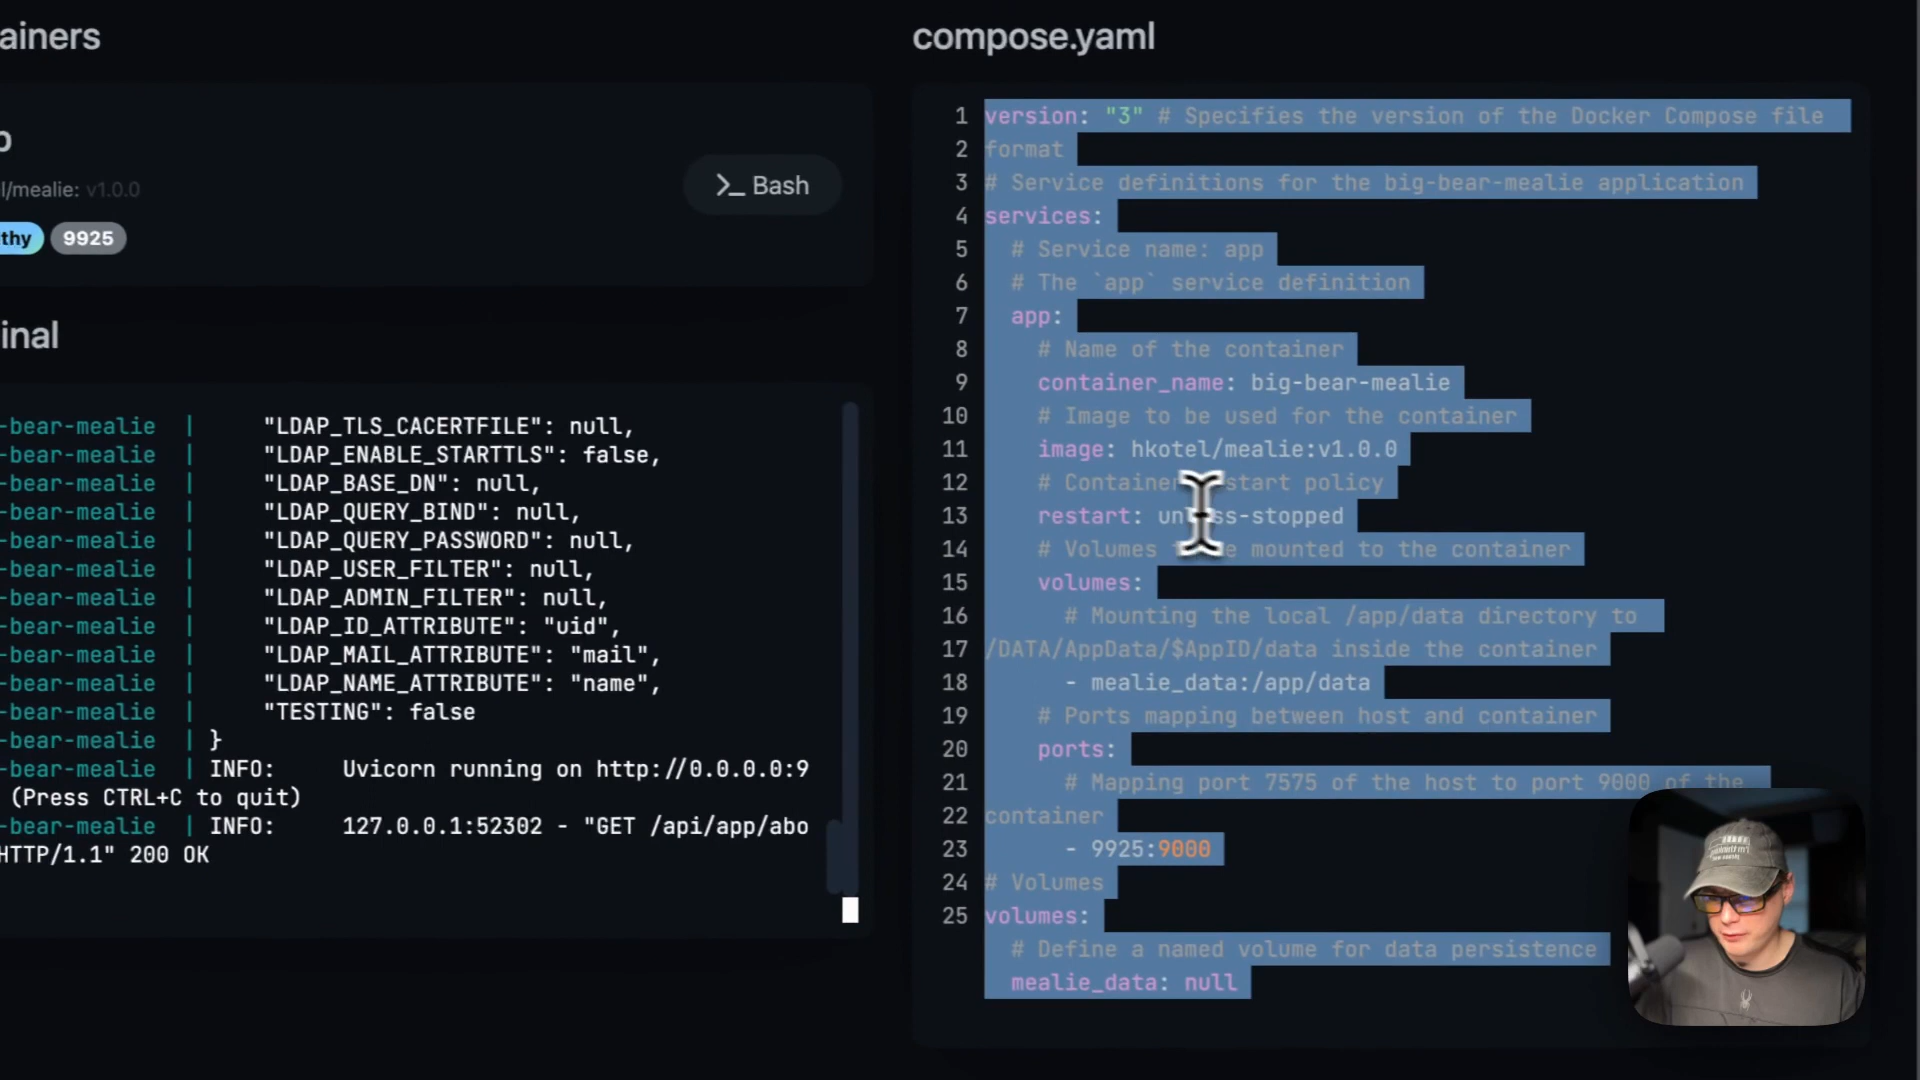 ainers
compose.yaml
p
l/mealie: v1.0.0
>_ Bash
thy 9925
inal
-bear-mealie | "LDAP_TLS_CACERTFILE": null,
-bear-mealie | "LDAP_ENABLE_STARTTLS": false,
-bear-mealie | "LDAP_BASE_DN": null,
-bear-mealie | "LDAP_QUERY_BIND": null,
-bear-mealie | "LDAP_QUERY_PASSWORD": null,
-bear-mealie | "LDAP_USER_FILTER": null,
-bear-mealie | "LDAP_ADMIN_FILTER": null,
-bear-mealie | "LDAP_ID_ATTRIBUTE": "uid",
-bear-mealie | "LDAP_MAIL_ATTRIBUTE": "mail",
-bear-mealie | "LDAP_NAME_ATTRIBUTE": "name",
-bear-mealie | "TESTING": false
-bear-mealie | }
-bear-mealie | INFO: Uvicorn running on http://0.0.0.0:9
(Press CTRL+C to quit)
-bear-mealie | INFO: 127.0.0.1:52302 - "GET /api/app/abo
HTTP/1.1" 200 OK
1 version: "3" # Specifies the version of the Docker Compose file
2 format
3 # Service definitions for the big-bear-mealie application
4 services:
5 # Service name: app
6 # The `app` service definition
7 app:
8 # Name of the container
9 container_name: big-bear-mealie
10 # Image to be used for the container
11 image: hkotel/mealie:v1.0.0
12 # Container start policy
13 restart: unless-stopped
14 # Volumes mounted to the container
15 volumes:
16 # Mounting the local /app/data directory to
17 /DATA/AppData/$AppID/data inside the container
18 - mealie_data:/app/data
19 # Ports mapping between host and container
20 ports:
21 # Mapping port 7575 of the host to port 9000 of the
22 container
23 - 9925:9000
24 # Volumes
25 volumes:
# Define a named volume for data persistence
mealie_data: null